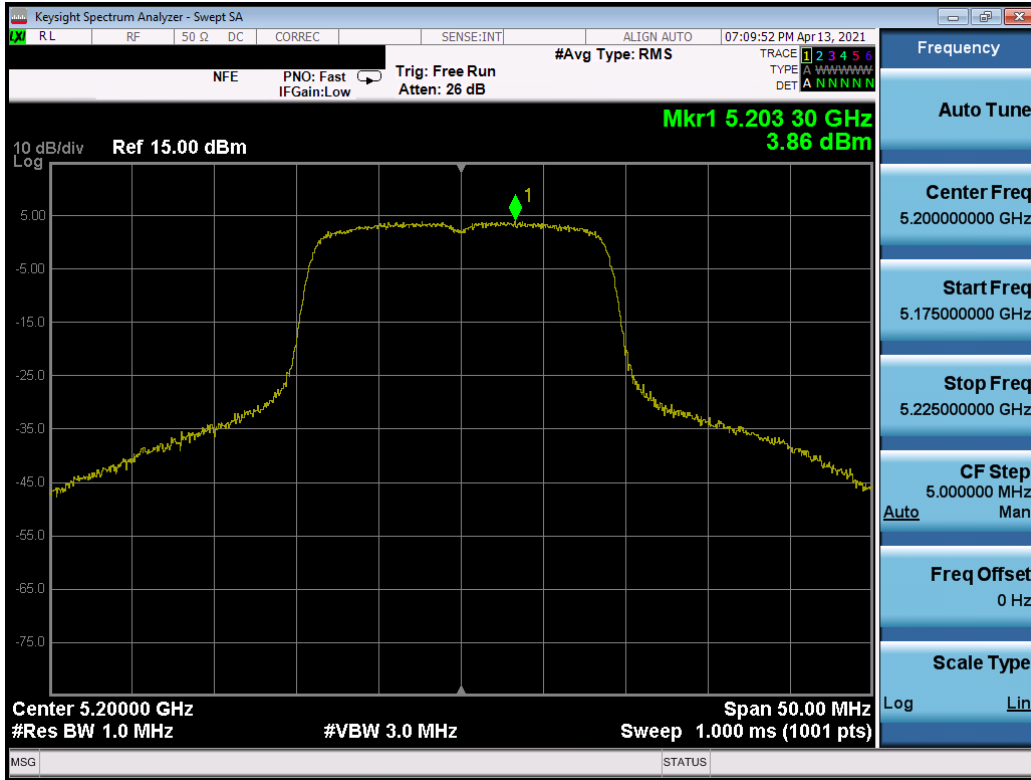 Keysight Spectrum Analyzer - Swept SA
LXI RL RF 50 Ω DC CORREC SENSE:INT ALIGN AUTO 07:09:52 PM Apr 13, 2021
Frequency
#Avg Type: RMS
TRACE 1 2 3 4 5 6
NFE PNO: Fast Trig: Free Run
TYPE A WWWWW
IFGain:Low Atten: 26 dB
DET A N N N N N
Auto Tune
Mkr1 5.203 30 GHz
3.86 dBm
10 dB/div Ref 15.00 dBm
Log
1
5.00
-5.00
-15.0
-25.0
-35.0
-45.0
-55.0
-65.0
-75.0
Center Freq
5.200000000 GHz
Start Freq
5.175000000 GHz
Stop Freq
5.225000000 GHz
CF Step
5.000000 MHz
Auto Man
Freq Offset
0 Hz
Scale Type
Log Lin
Center 5.20000 GHz Span 50.00 MHz
#Res BW 1.0 MHz #VBW 3.0 MHz Sweep 1.000 ms (1001 pts)
MSG STATUS